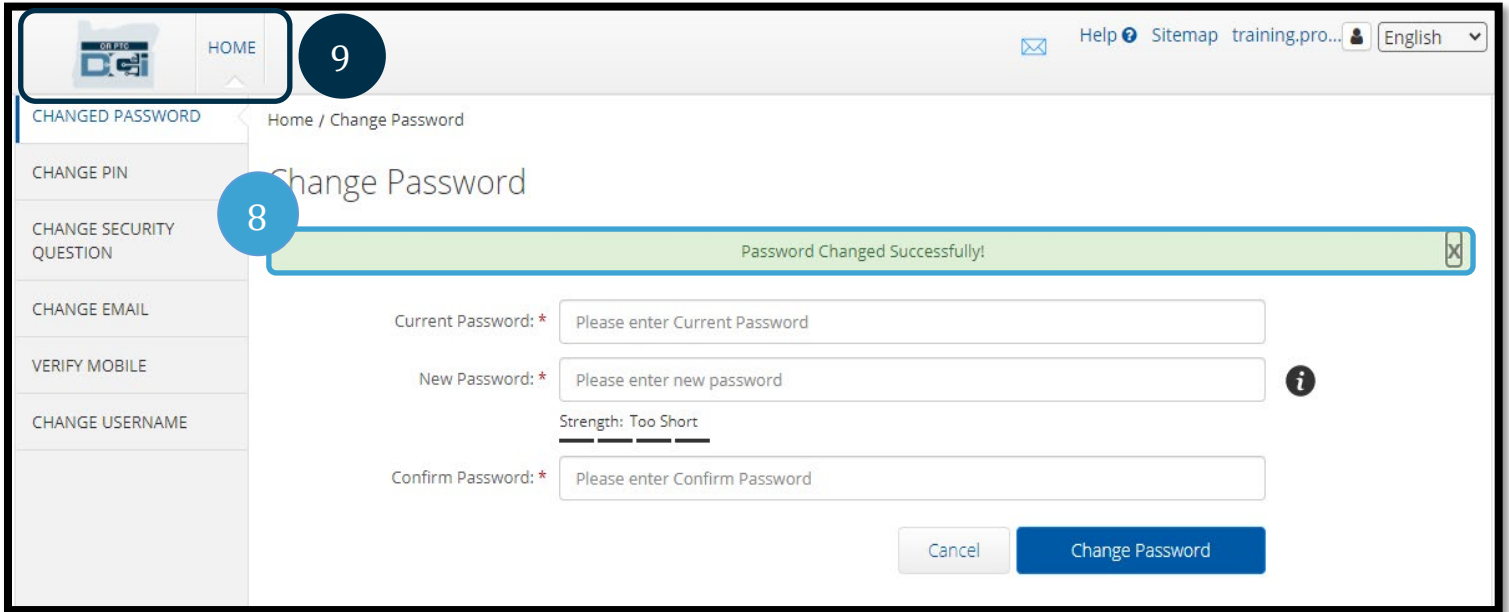 OR PTC
DCI
HOME
9
Help ? Sitemap training.pro... English
CHANGED PASSWORD
CHANGE PIN
CHANGE SECURITY
QUESTION
CHANGE EMAIL
VERIFY MOBILE
CHANGE USERNAME
Home / Change Password
Change Password
8
Password Changed Successfully! X
Current Password: * Please enter Current Password
New Password: * Please enter new password i
Strength: Too Short
Confirm Password: * Please enter Confirm Password
Cancel Change Password